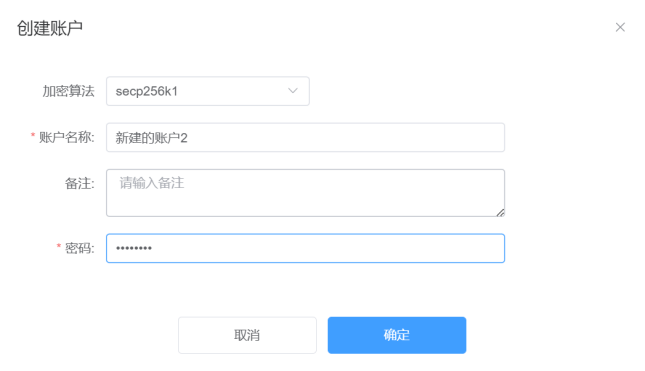 创建账户
加密算法 secp256k1
* 账户名称: 新建的账户2
备注: 请输入备注
* 密码: ••••••••
取消 确定